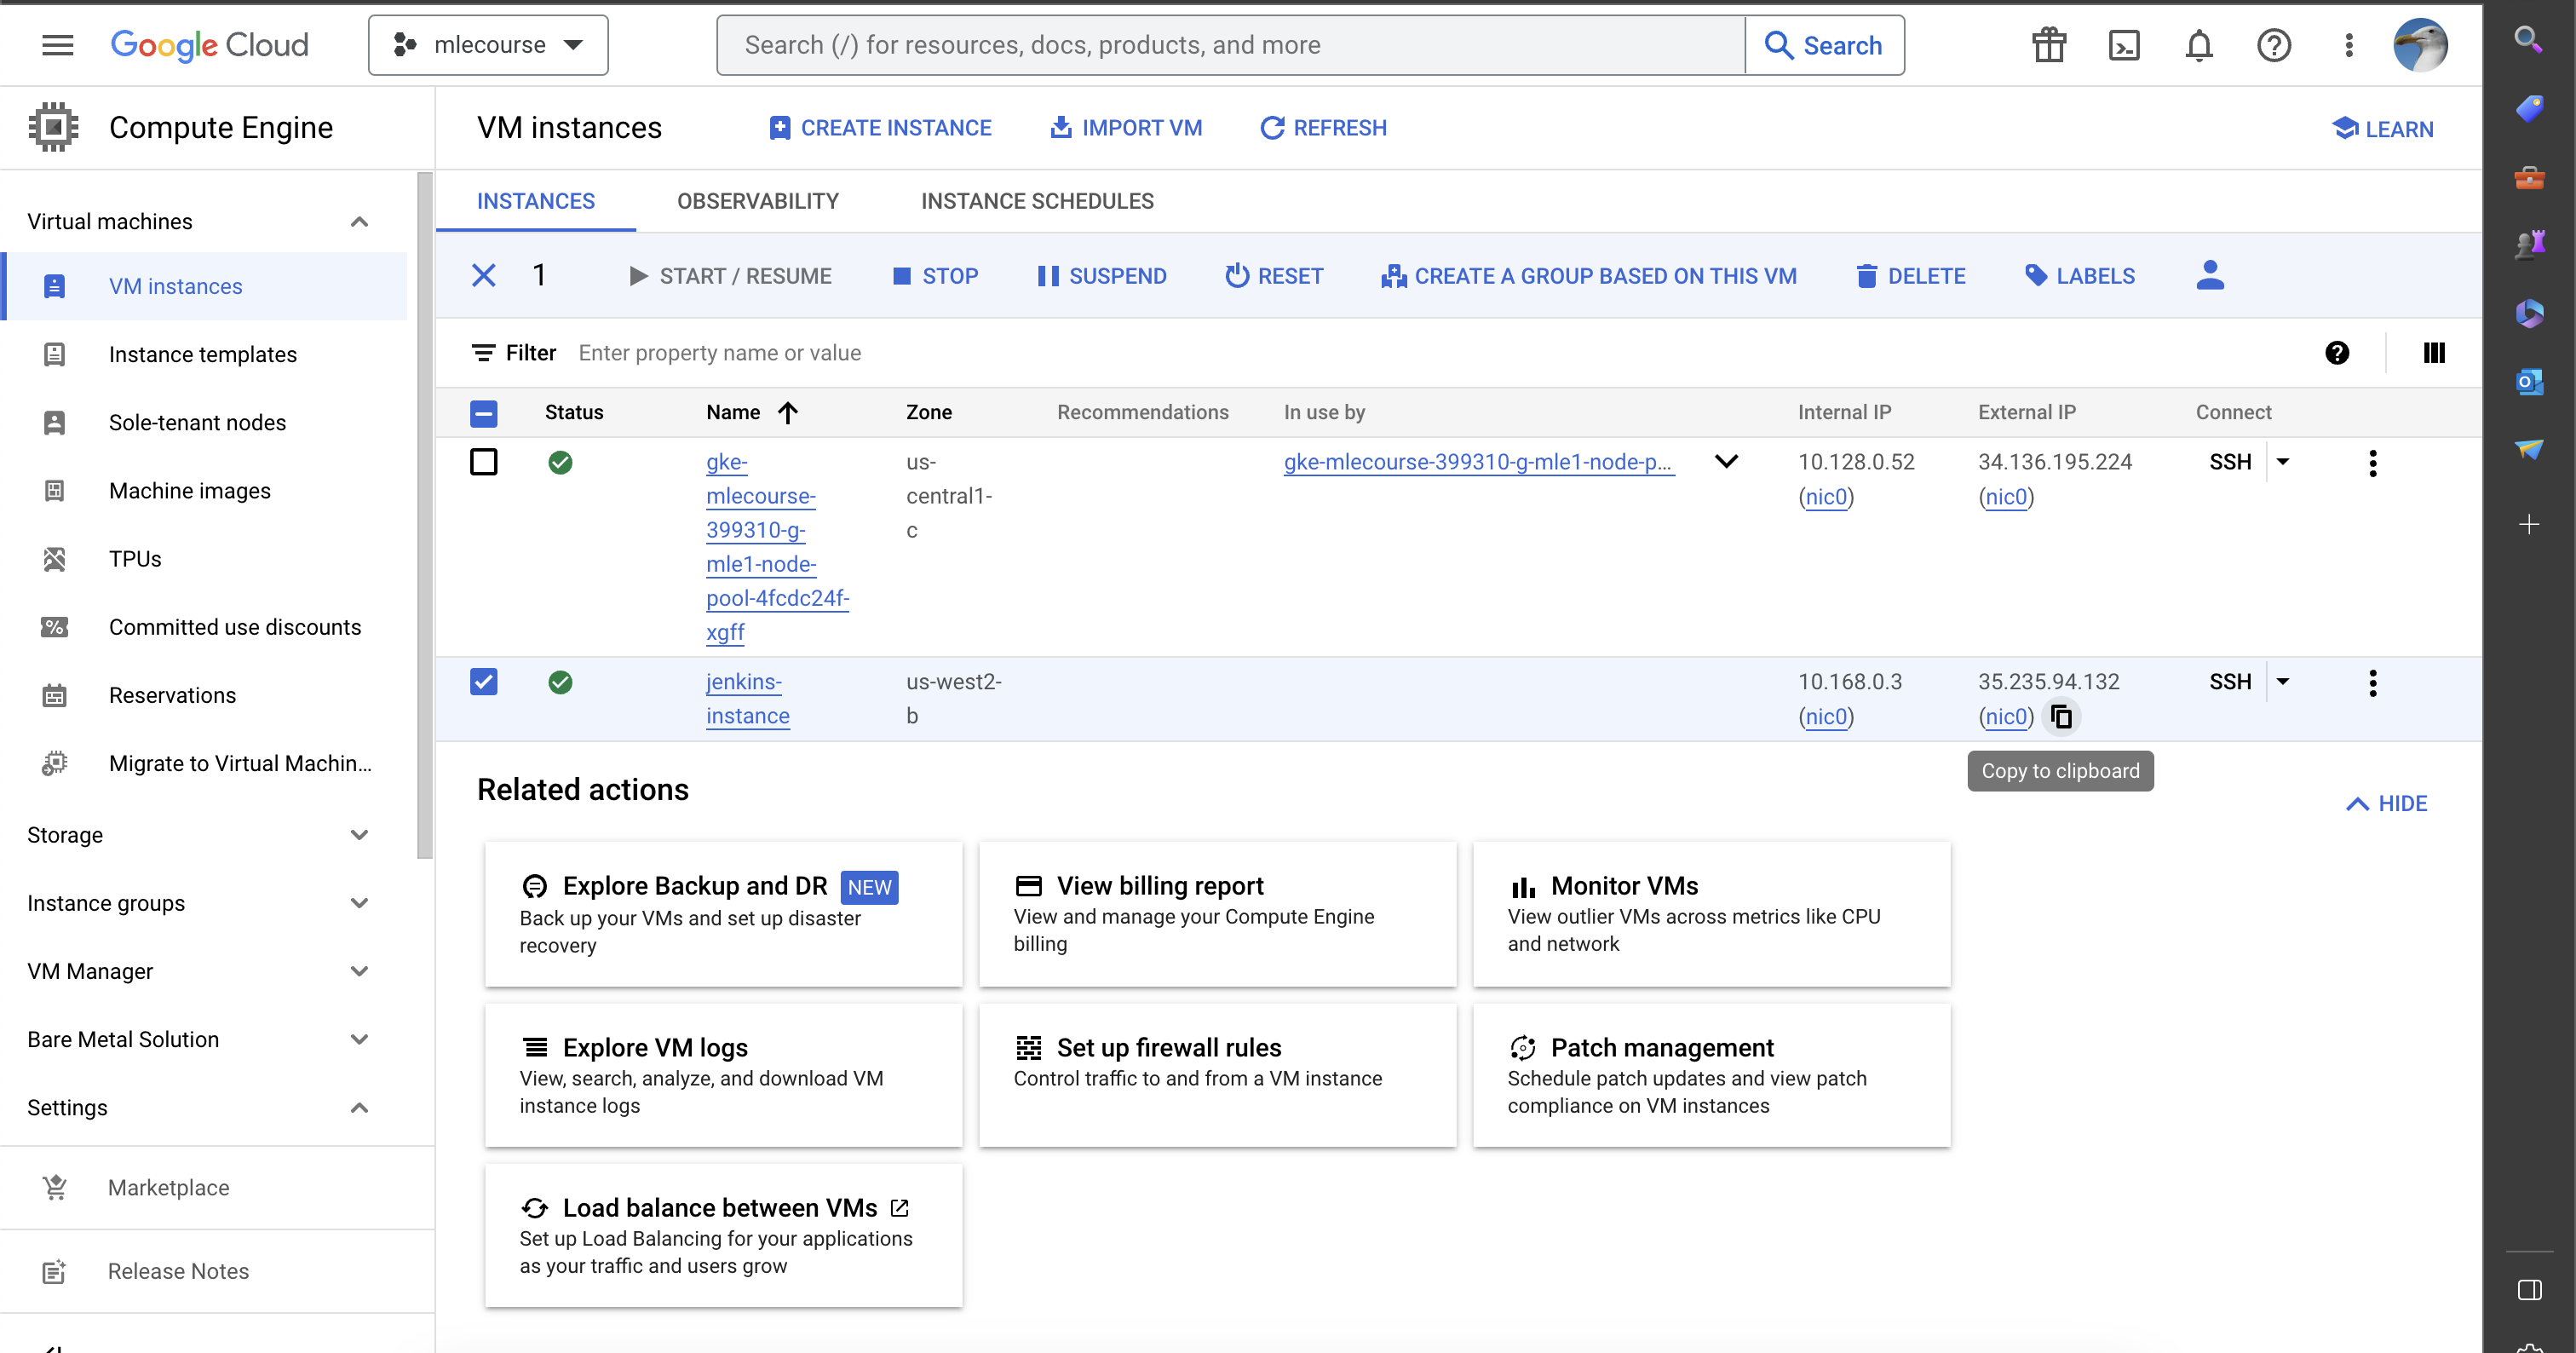 Google Cloud
mlecourse
Search (/) for resources, docs, products, and more
Search
Compute Engine
VM instances
CREATE INSTANCE
IMPORT VM
REFRESH
LEARN
Virtual machines
VM instances
Instance templates
Sole-tenant nodes
Machine images
TPUs
Committed use discounts
Reservations
Migrate to Virtual Machin...
Storage
Instance groups
VM Manager
Bare Metal Solution
Settings
Marketplace
Release Notes
INSTANCES
OBSERVABILITY
INSTANCE SCHEDULES
1
START / RESUME
STOP
SUSPEND
RESET
CREATE A GROUP BASED ON THIS VM
DELETE
LABELS
Filter
Enter property name or value
Status
Name
Zone
Recommendations
In use by
Internal IP
External IP
Connect
gke-
mlecourse-
399310-g-
mle1-node-
pool-4fcdc24f-
xgff
us-
central1-
c
gke-mlecourse-399310-g-mle1-node-p...
10.128.0.52
(nic0)
34.136.195.224
(nic0)
SSH
jenkins-
instance
us-west2-
b
10.168.0.3
(nic0)
35.235.94.132
(nic0)
SSH
Copy to clipboard
Related actions
HIDE
Explore Backup and DR NEW
Back up your VMs and set up disaster
recovery
View billing report
View and manage your Compute Engine
billing
Monitor VMs
View outlier VMs across metrics like CPU
and network
Explore VM logs
View, search, analyze, and download VM
instance logs
Set up firewall rules
Control traffic to and from a VM instance
Patch management
Schedule patch updates and view patch
compliance on VM instances
Load balance between VMs
Set up Load Balancing for your applications
as your traffic and users grow